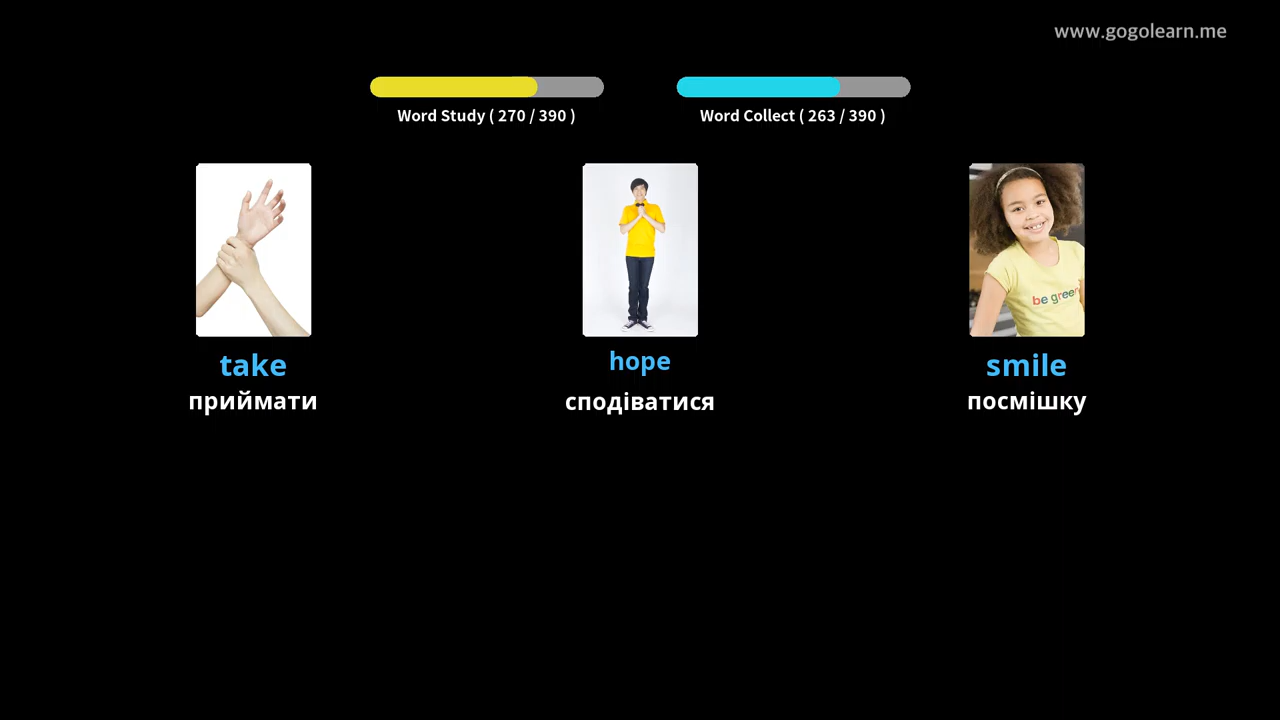 www.gogolearn.me
Word Study ( 270 / 390 )
Word Collect ( 263 / 390 )
be green
take
hope
smile
приймати
сподіватися
посмішку